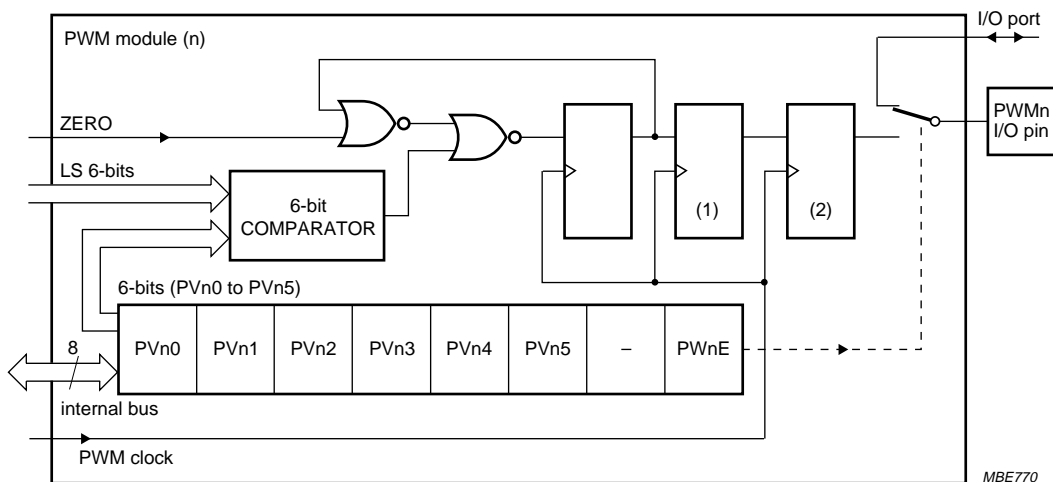 I/O port
PWM module (n)
PWMn
I/O pin
ZERO
LS 6-bits
6-bit
COMPARATOR
(1)
(2)
6-bits (PVn0 to PVn5)
PVn0
PVn1
PVn2
PVn3
PVn4
PVn5
–
PWnE
8
internal bus
PWM clock
MBE770